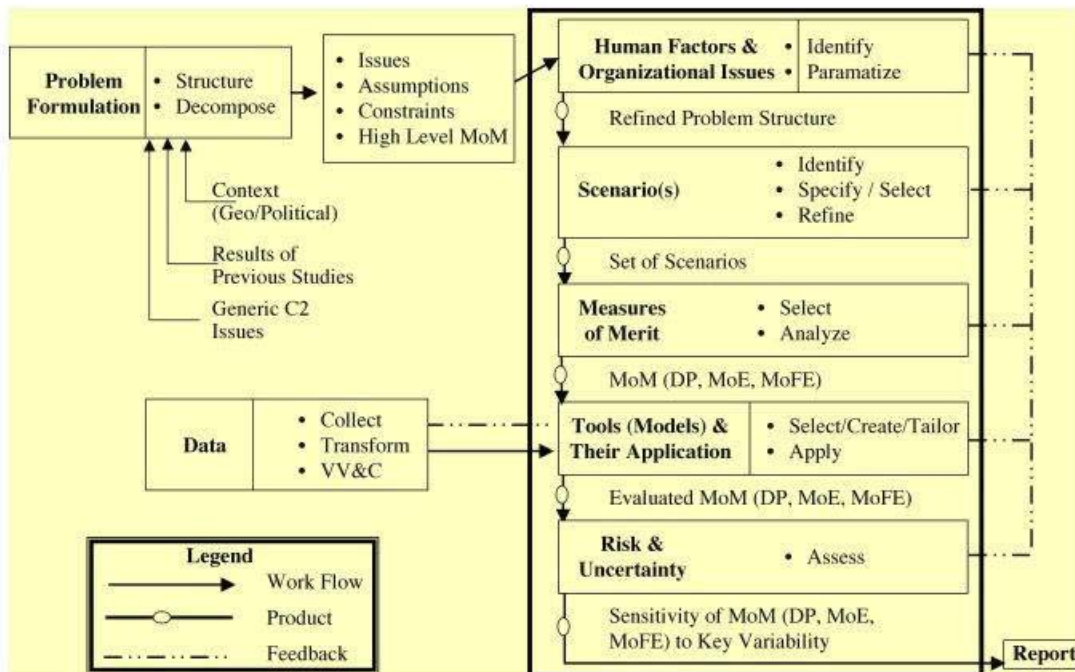 Problem
Formulation
• Structure
• Decompose
• Issues
• Assumptions
• Constraints
• High Level MoM
Context
(Geo/Political)
Results of
Previous Studies
Generic C2
Issues
Human Factors &
Organizational Issues
• Identify
• Paramatize
Refined Problem Structure
Scenario(s)
• Identify
• Specify / Select
• Refine
Set of Scenarios
Measures
of Merit
• Select
• Analyze
MoM (DP, MoE, MoFE)
Data
• Collect
• Transform
• VV&C
Tools (Models) &
Their Application
• Select/Create/Tailor
• Apply
Evaluated MoM (DP, MoE, MoFE)
Risk &
Uncertainty
• Assess
Sensitivity of MoM (DP, MoE,
MoFE) to Key Variability
Report
Legend
Work Flow
Product
Feedback